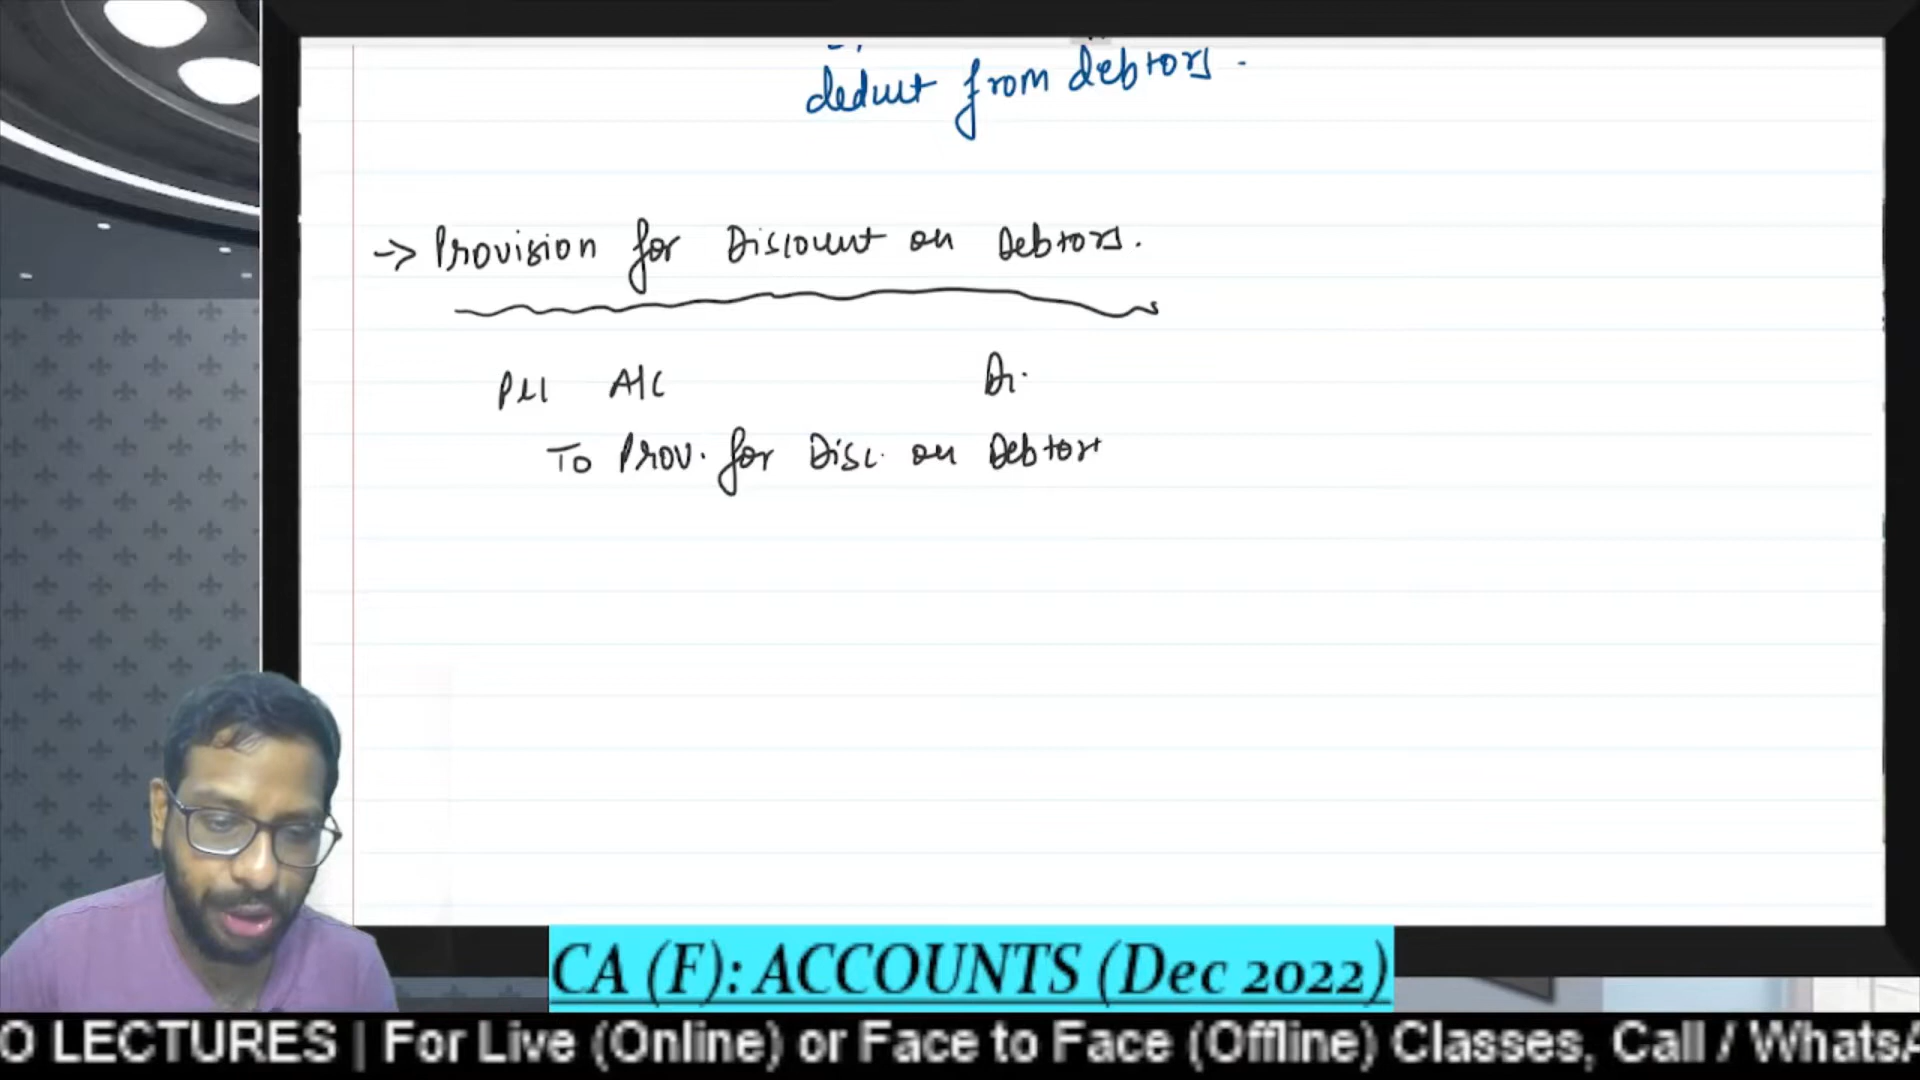 deduct from debtors.
-> Provision for Discount on Debtors.
P&L A/C Dr.
To Prov. for Disc. on Debtors
CA (F): ACCOUNTS (Dec 2022)
O LECTURES | For Live (Online) or Face to Face (Offline) Classes, Call / WhatsA